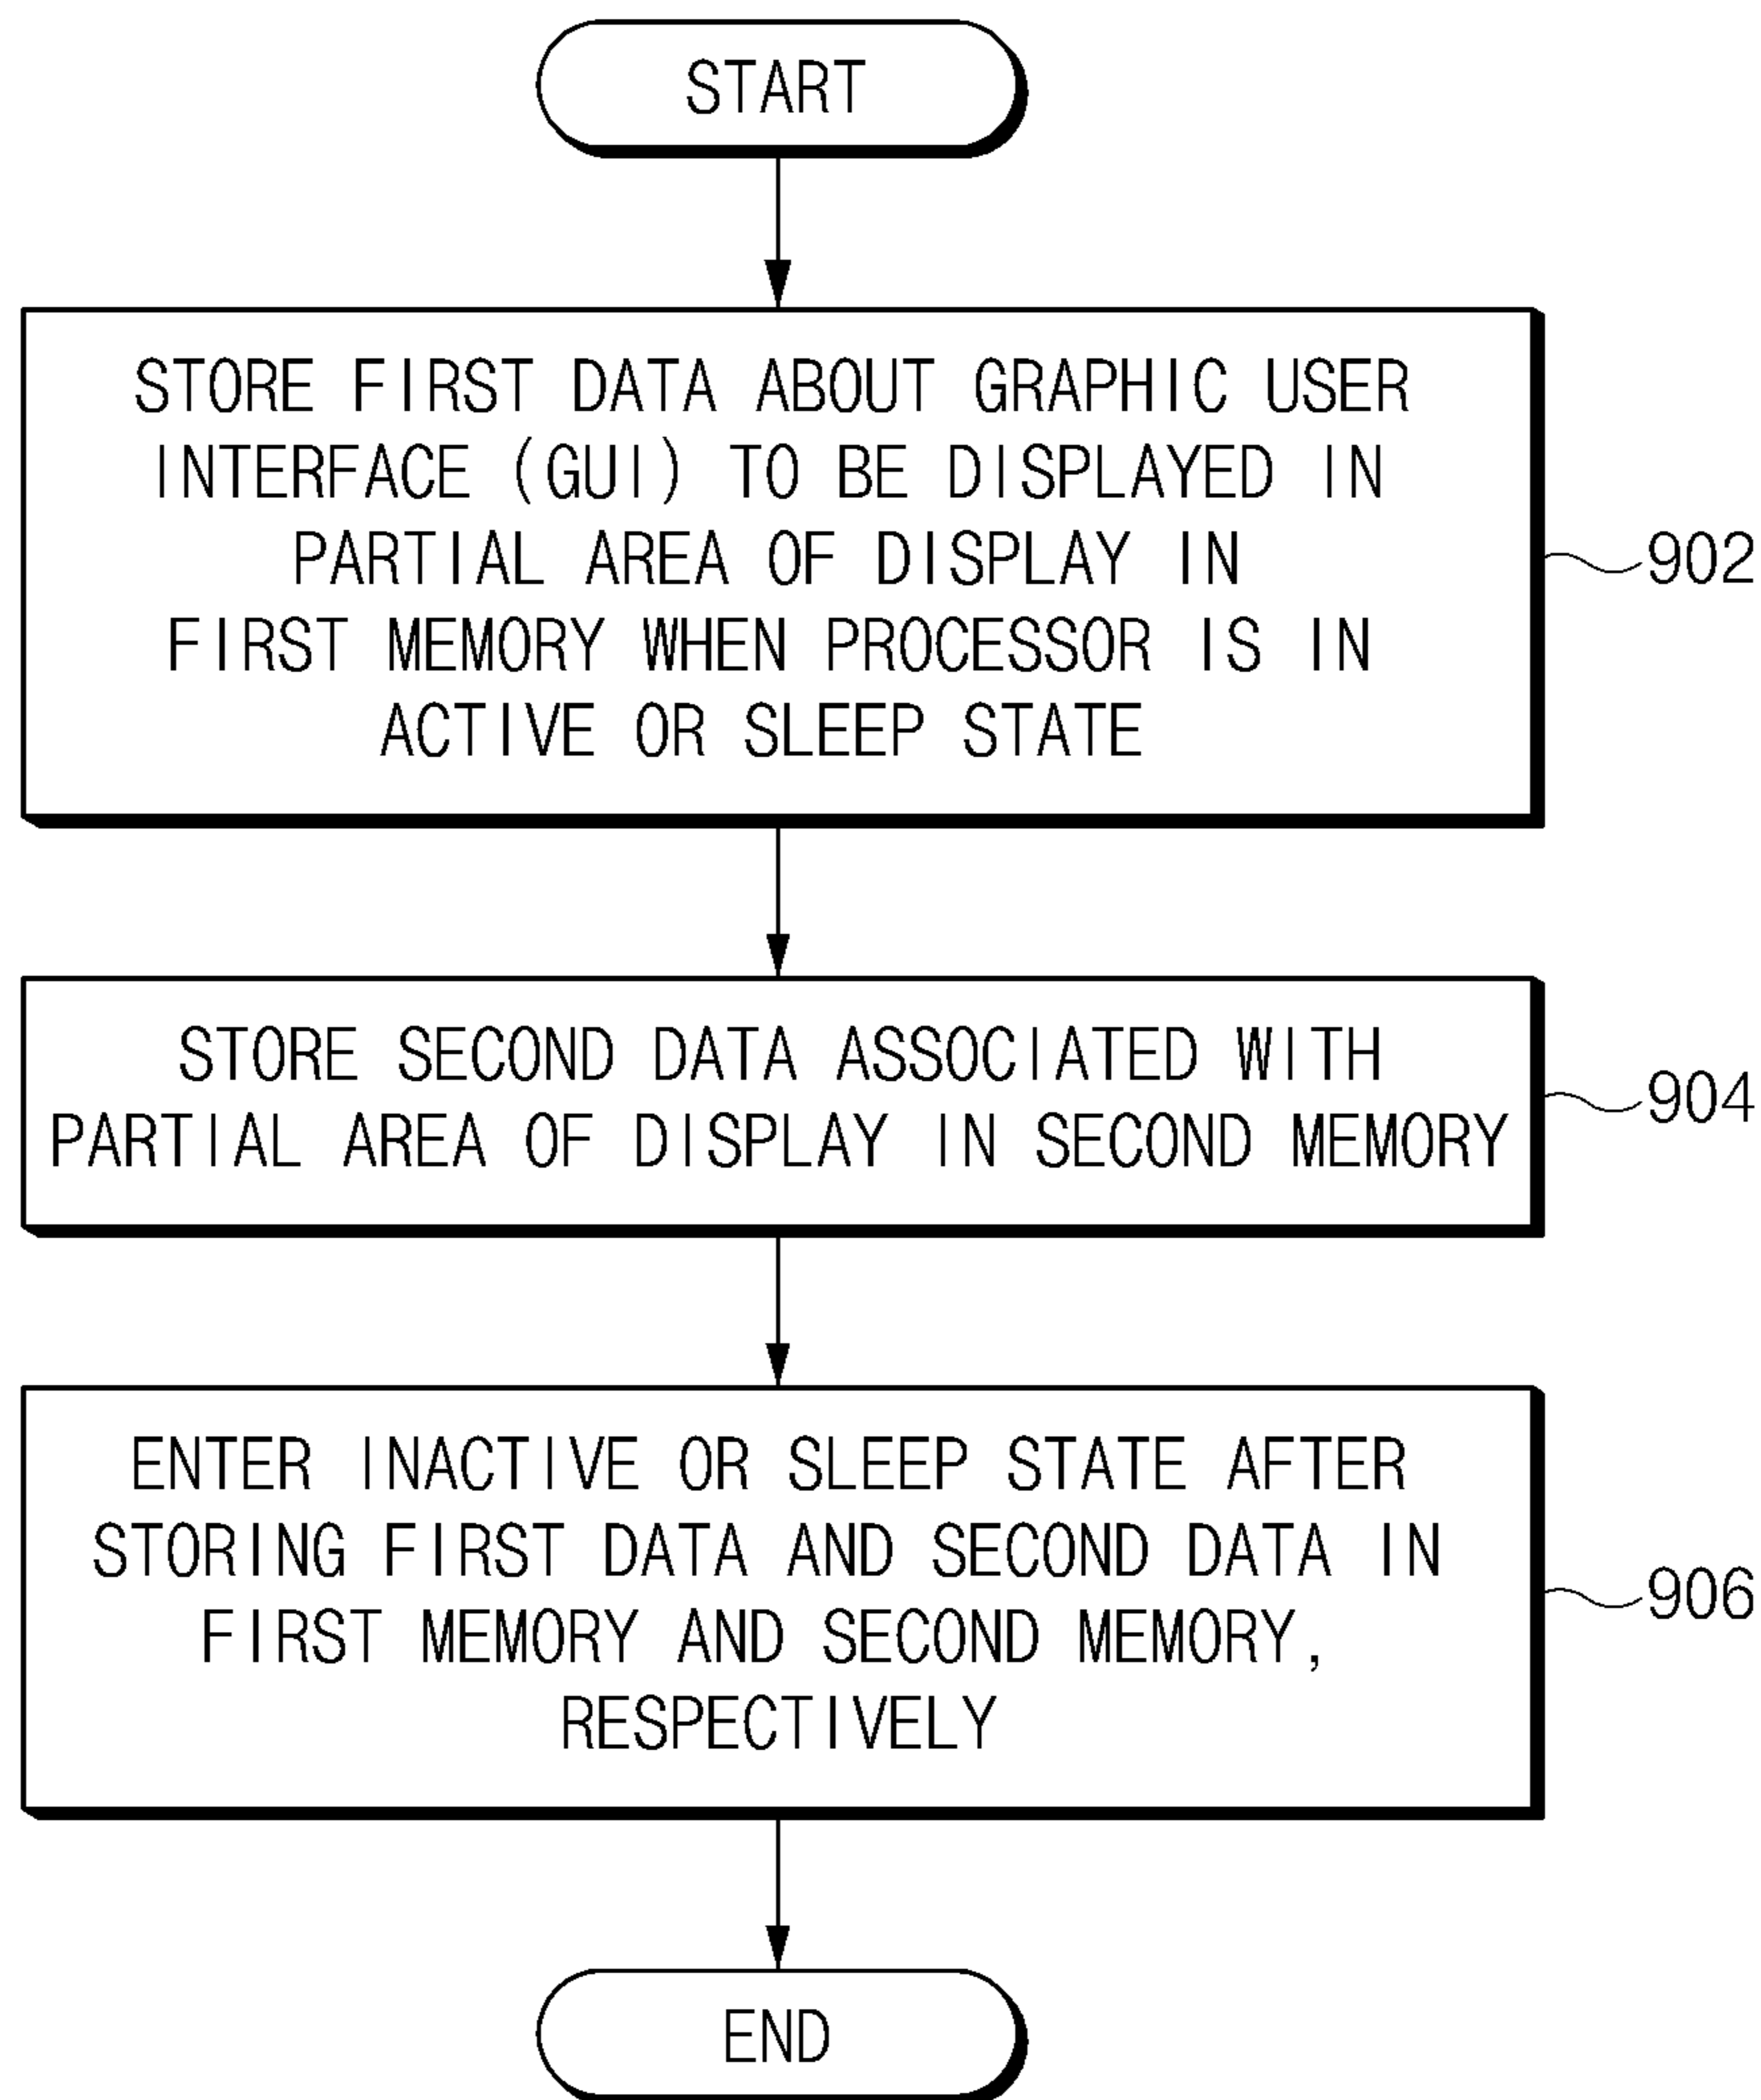 START
STORE FIRST DATA ABOUT GRAPHIC USER
INTERFACE (GUI) TO BE DISPLAYED IN
PARTIAL AREA OF DISPLAY IN
FIRST MEMORY WHEN PROCESSOR IS IN
ACTIVE OR SLEEP STATE
902
STORE SECOND DATA ASSOCIATED WITH
PARTIAL AREA OF DISPLAY IN SECOND MEMORY
904
ENTER INACTIVE OR SLEEP STATE AFTER
STORING FIRST DATA AND SECOND DATA IN
FIRST MEMORY AND SECOND MEMORY,
RESPECTIVELY
906
END